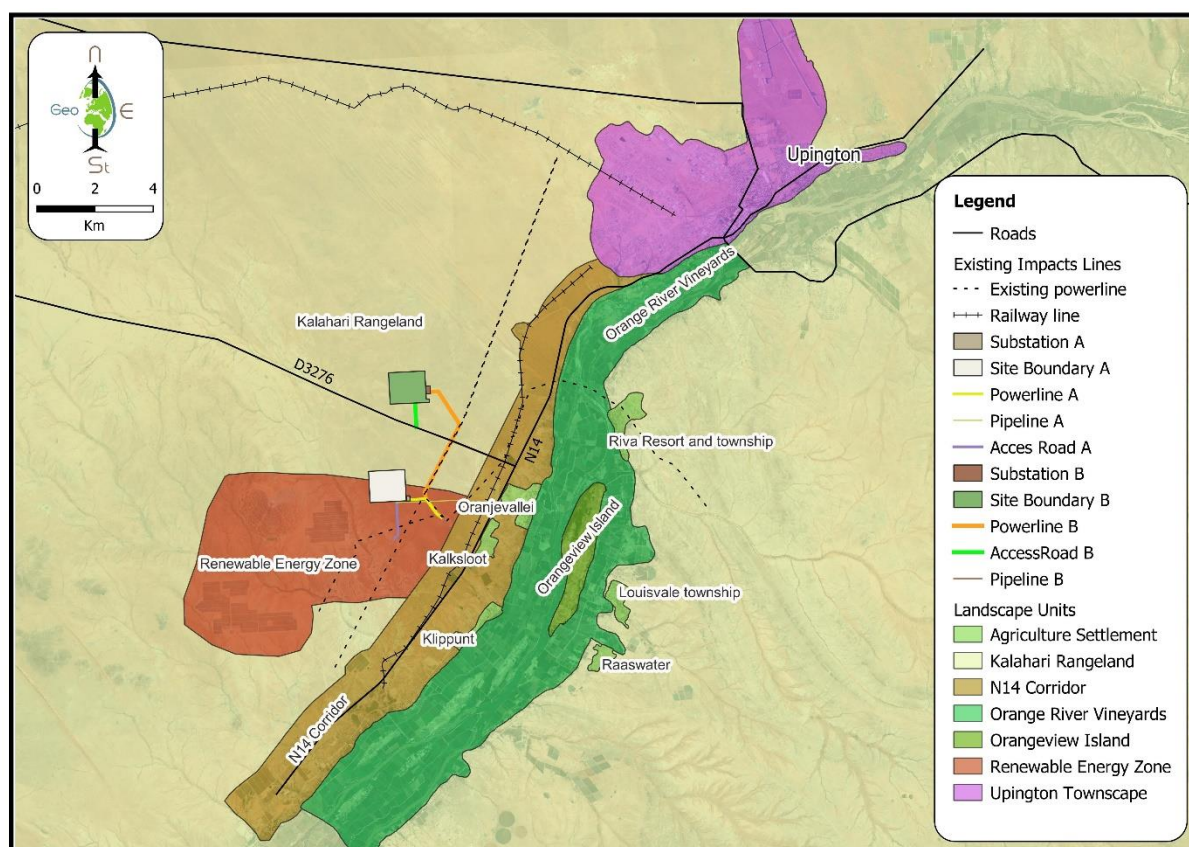 N
Geo
E
St
0 2 4
Km
Upington
Orange River Vineyards
Kalahari Rangeland
D3276
N14
Riva Resort and township
Oranjevallei
Renewable Energy Zone
Kalksloot
Orangeview Island
Louisvale township
Klippunt
Raaswater
N14 Corridor
Legend
Roads
Existing Impacts Lines
Existing powerline
Railway line
Substation A
Site Boundary A
Powerline A
Pipeline A
Acces Road A
Substation B
Site Boundary B
Powerline B
AccessRoad B
Pipeline B
Landscape Units
Agriculture Settlement
Kalahari Rangeland
N14 Corridor
Orange River Vineyards
Orangeview Island
Renewable Energy Zone
Upington Townscape